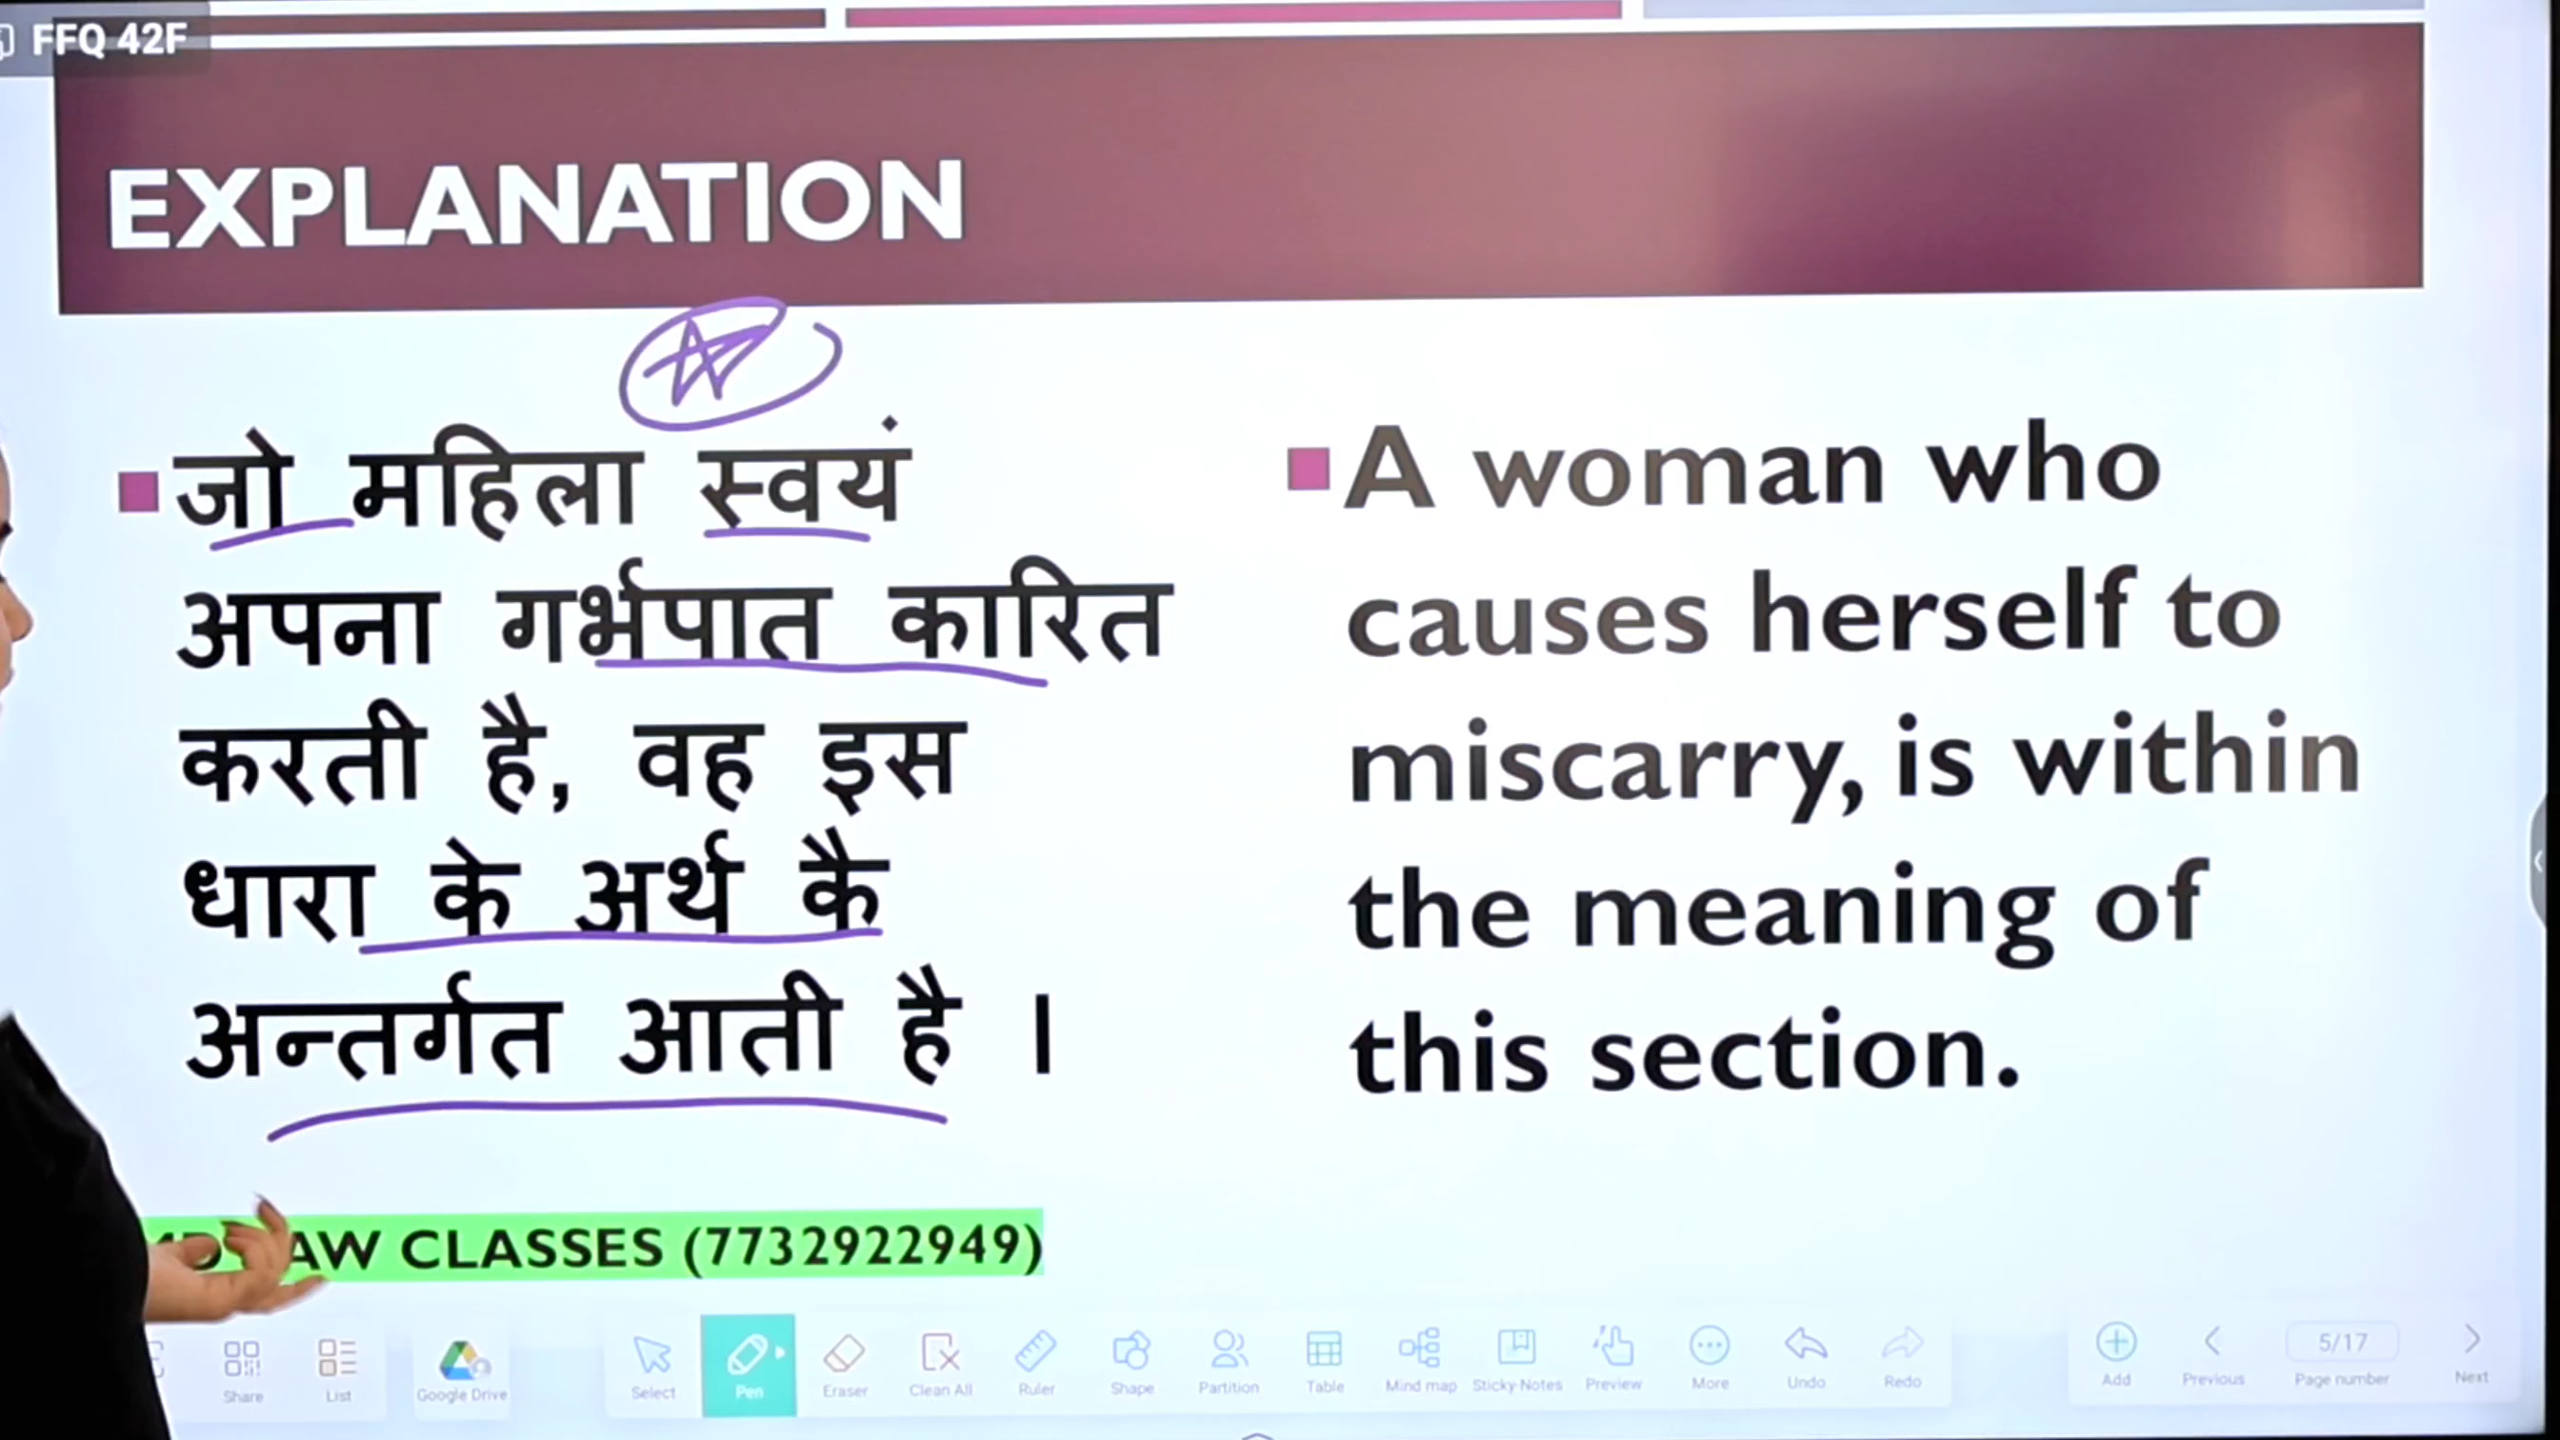 FFQ 42F
EXPLANATION
जो महिला स्वयं
अपना गर्भपात कारित
करती है, वह इस
धारा के अर्थ कै
अन्तर्गत आती है ।
A woman who
causes herself to
miscarry, is within
the meaning of
this section.
AW CLASSES (7732922949)
Share
List
Google Drive
Select
Pen
Eraser
Clean All
Ruler
Shape
Partition
Table
Mind map
Sticky Notes
Preview
More
Undo
Redo
Add
Previous
5/17
Page number
Next